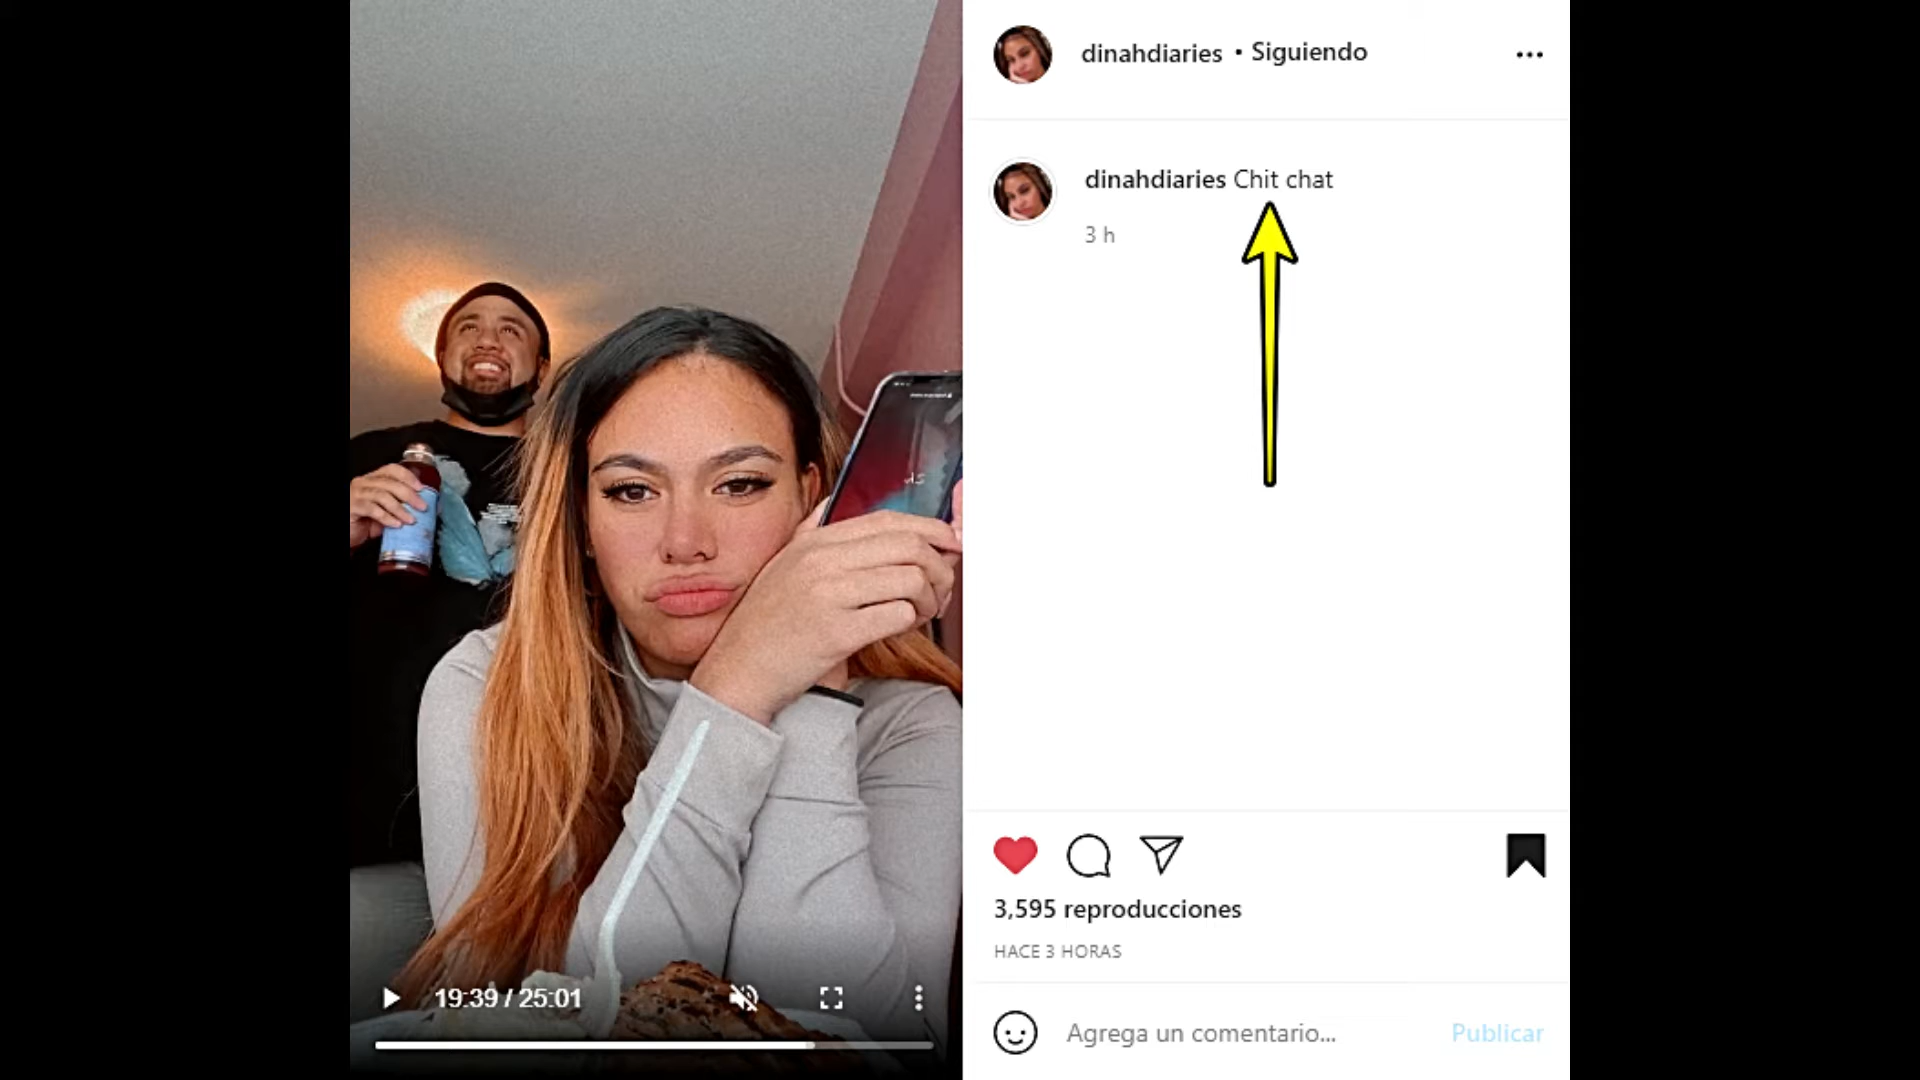 dinahdiaries • Siguiendo
dinahdiaries Chit chat
3 h
3,595 reproducciones
HACE 3 HORAS
Agrega un comentario... Publicar
19:39 / 25:01